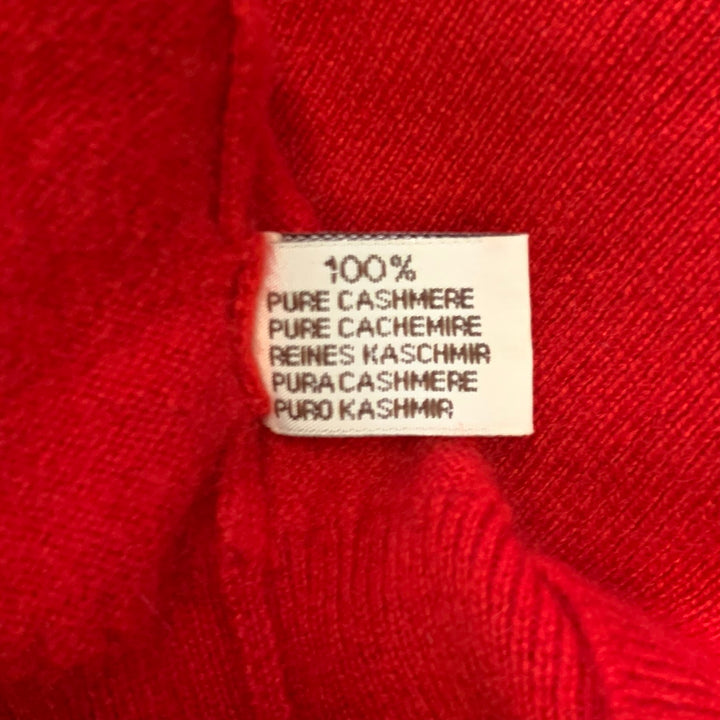 100%
PURE CASHMERE
PURE CACHEMIRE
REINES KASCHMIR
PURA CASHMERE
PURO KASHMIR